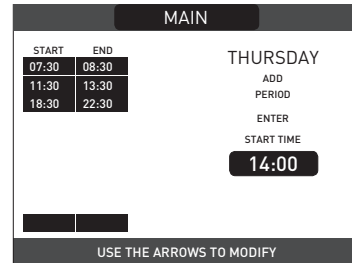 MAIN
START END
07:30 08:30
11:30 13:30
18:30 22:30
THURSDAY
ADD
PERIOD
ENTER
START TIME
14:00
USE THE ARROWS TO MODIFY